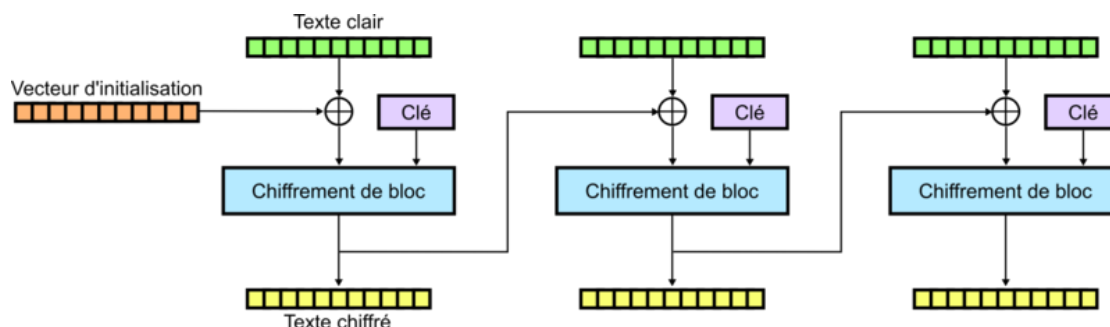 Texte clair
Vecteur d'initialisation
Clé
Clé
Clé
Chiffrement de bloc
Chiffrement de bloc
Chiffrement de bloc
Texte chiffré